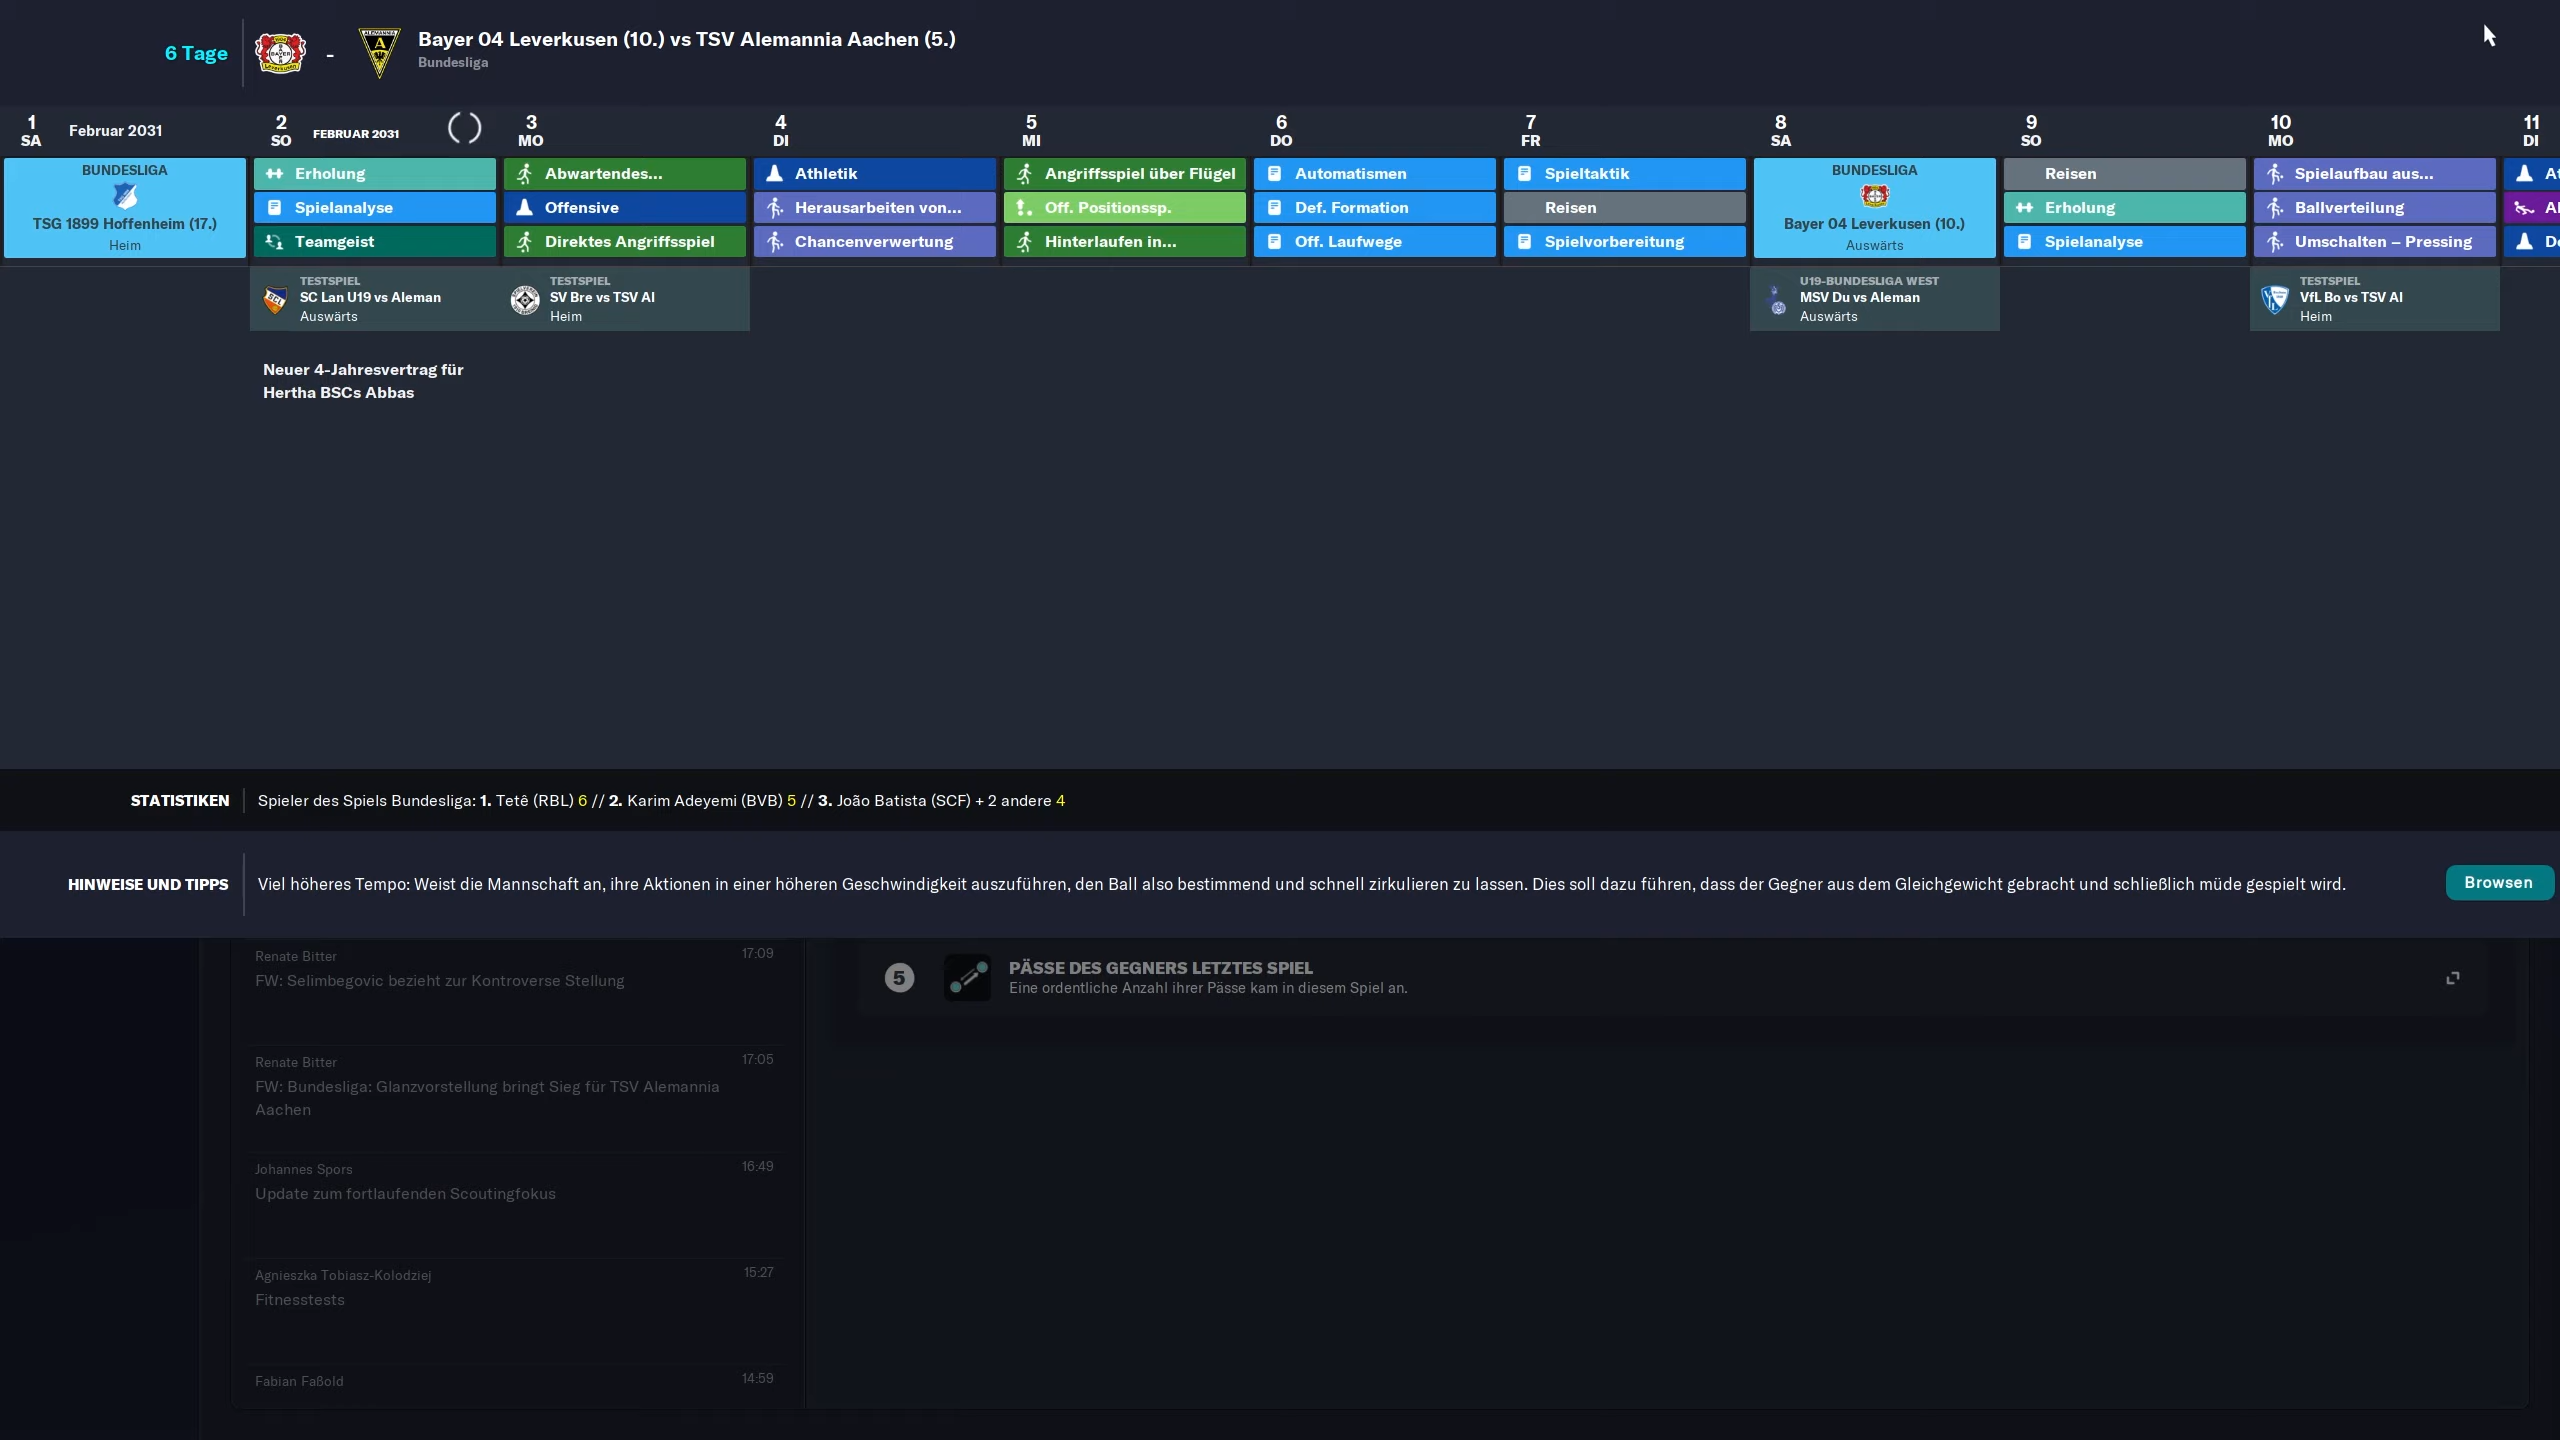 6 Tage
-
Bayer 04 Leverkusen (10.) vs TSV Alemannia Aachen (5.)
Bundesliga
1
SA
Februar 2031
2
SO
FEBRUAR 2031
3
MO
4
DI
5
MI
6
DO
7
FR
8
SA
9
SO
10
MO
11
DI
BUNDESLIGA
TSG 1899 Hoffenheim (17.)
Heim
Erholung
Spielanalyse
Teamgeist
Abwartendes...
Offensive
Direktes Angriffsspiel
Athletik
Herausarbeiten von...
Chancenverwertung
Angriffsspiel über Flügel
Off. Positionssp.
Hinterlaufen in...
Automatismen
Def. Formation
Off. Laufwege
Spieltaktik
Reisen
Spielvorbereitung
BUNDESLIGA
Bayer 04 Leverkusen (10.)
Auswärts
Reisen
Erholung
Spielanalyse
Spielaufbau aus...
Ballverteilung
Umschalten – Pressing
TESTSPIEL
SC Lan U19 vs Aleman
Auswärts
TESTSPIEL
SV Bre vs TSV Al
Heim
U19-BUNDESLIGA WEST
MSV Du vs Aleman
Auswärts
TESTSPIEL
VfL Bo vs TSV Al
Heim
Neuer 4-Jahresvertrag für
Hertha BSCs Abbas
STATISTIKEN
Spieler des Spiels Bundesliga: 1. Tetê (RBL) 6 // 2. Karim Adeyemi (BVB) 5 // 3. João Batista (SCF) + 2 andere 4
HINWEISE UND TIPPS
Viel höheres Tempo: Weist die Mannschaft an, ihre Aktionen in einer höheren Geschwindigkeit auszuführen, den Ball also bestimmend und schnell zirkulieren zu lassen. Dies soll dazu führen, dass der Gegner aus dem Gleichgewicht gebracht und schließlich müde gespielt wird.
Browsen
Renate Bitter
17:09
FW: Selimbegovic bezieht zur Kontroverse Stellung
Renate Bitter
17:05
FW: Bundesliga: Glanzvorstellung bringt Sieg für TSV Alemannia
Aachen
Johannes Spors
16:49
Update zum fortlaufenden Scoutingfokus
Agnieszka Tobiasz-Kolodziej
15:27
Fitnesstests
Fabian Faßold
14:59
5
PÄSSE DES GEGNERS LETZTES SPIEL
Eine ordentliche Anzahl ihrer Pässe kam in diesem Spiel an.